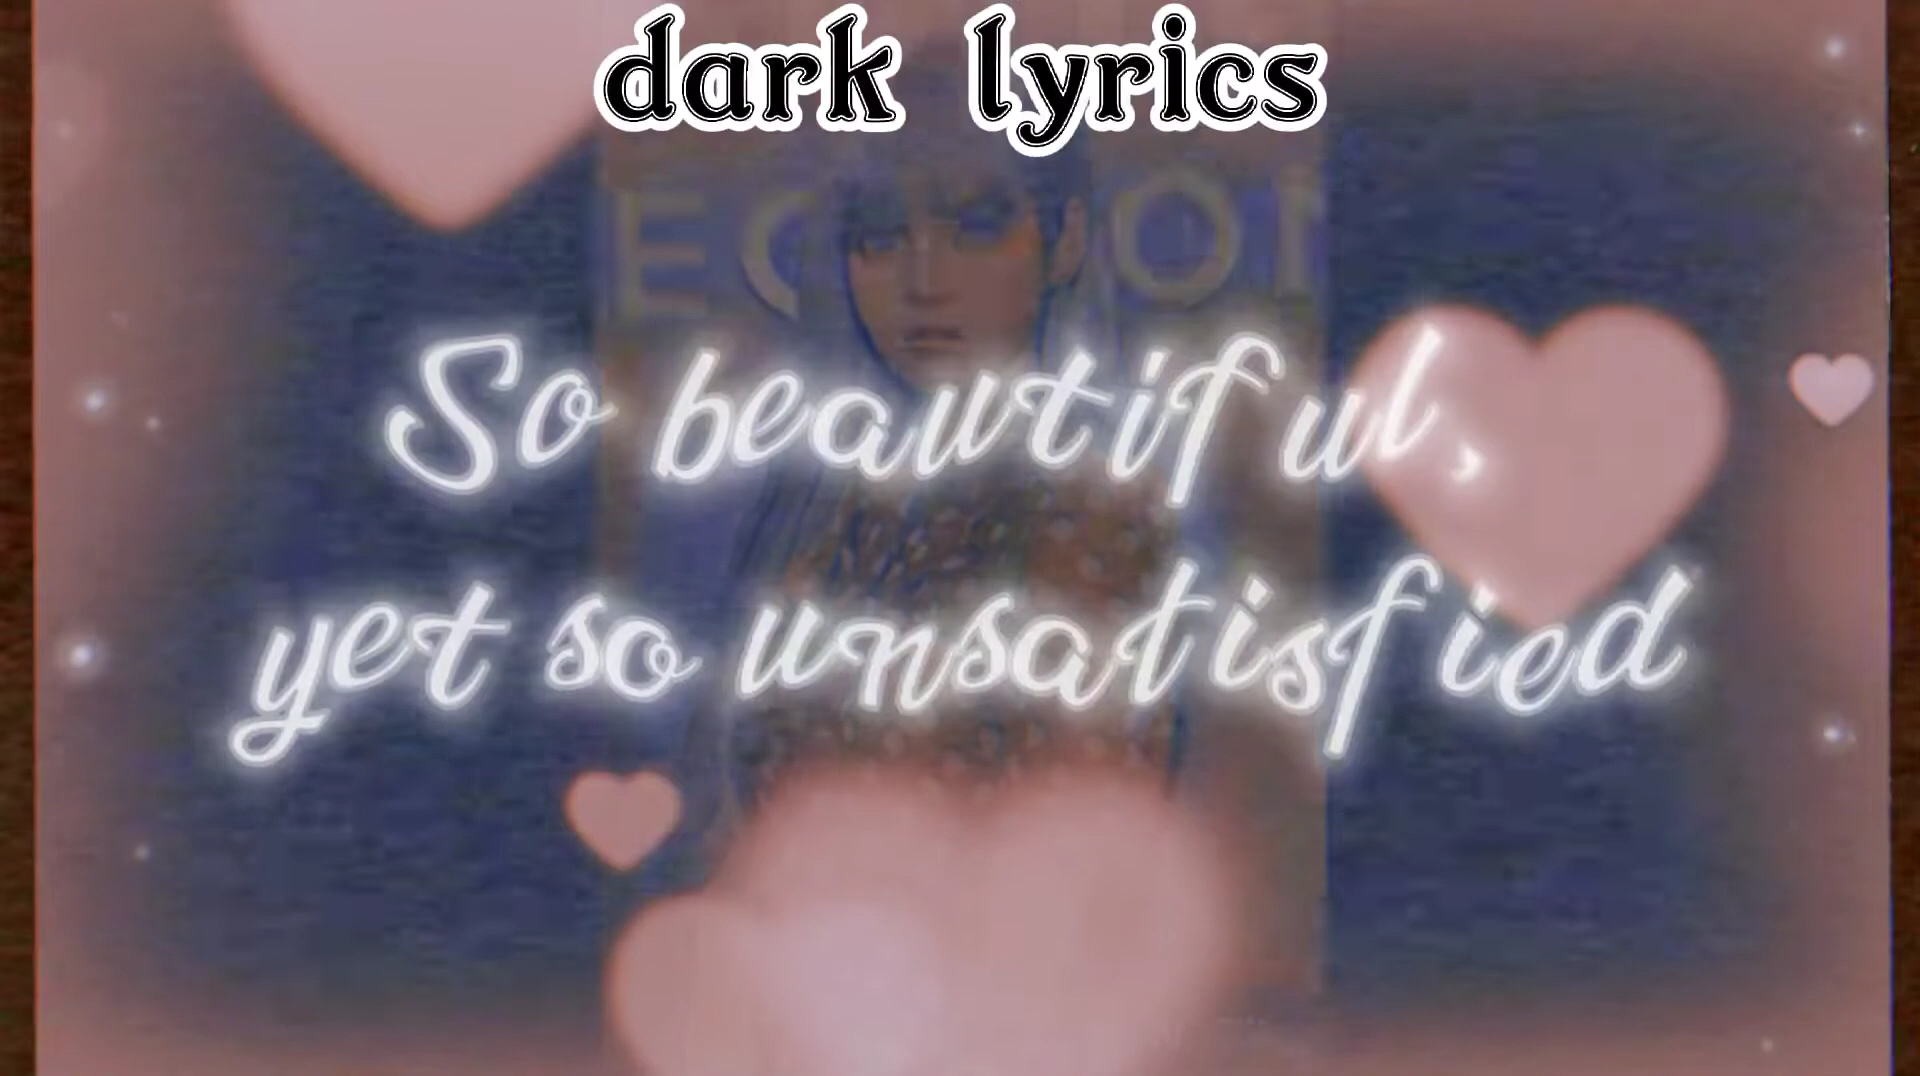 dark lyrics
So beautiful,
yet so unsatisfied